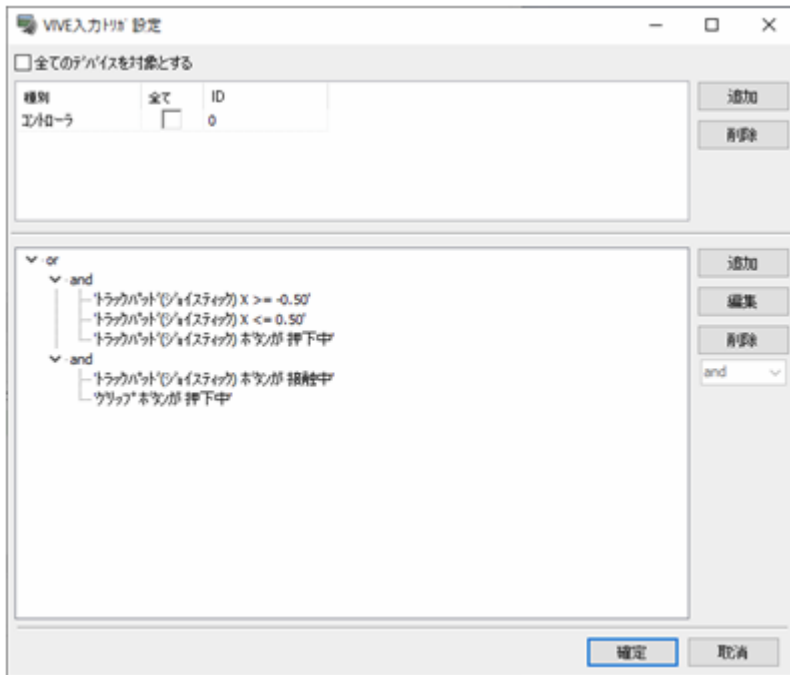 VIVE入力ﾄﾘｶﾞ 設定
全てのﾃﾞﾊﾞｲｽを対象とする
種別 全て ID
ｺﾝﾄﾛｰﾗ 0
追加
削除
or
and
'ﾄﾗｯｸﾊﾟｯﾄﾞ(ｼﾞｮｲｽﾃｨｯｸ) X >= -0.50'
'ﾄﾗｯｸﾊﾟｯﾄﾞ(ｼﾞｮｲｽﾃｨｯｸ) X <= 0.50'
'ﾄﾗｯｸﾊﾟｯﾄﾞ(ｼﾞｮｲｽﾃｨｯｸ) ﾎﾞﾀﾝが 押下中'
and
'ﾄﾗｯｸﾊﾟｯﾄﾞ(ｼﾞｮｲｽﾃｨｯｸ) ﾎﾞﾀﾝが 接触中'
'ｸﾞﾘｯﾌﾟ ﾎﾞﾀﾝが 押下中'
追加
編集
削除
and
確定
取消